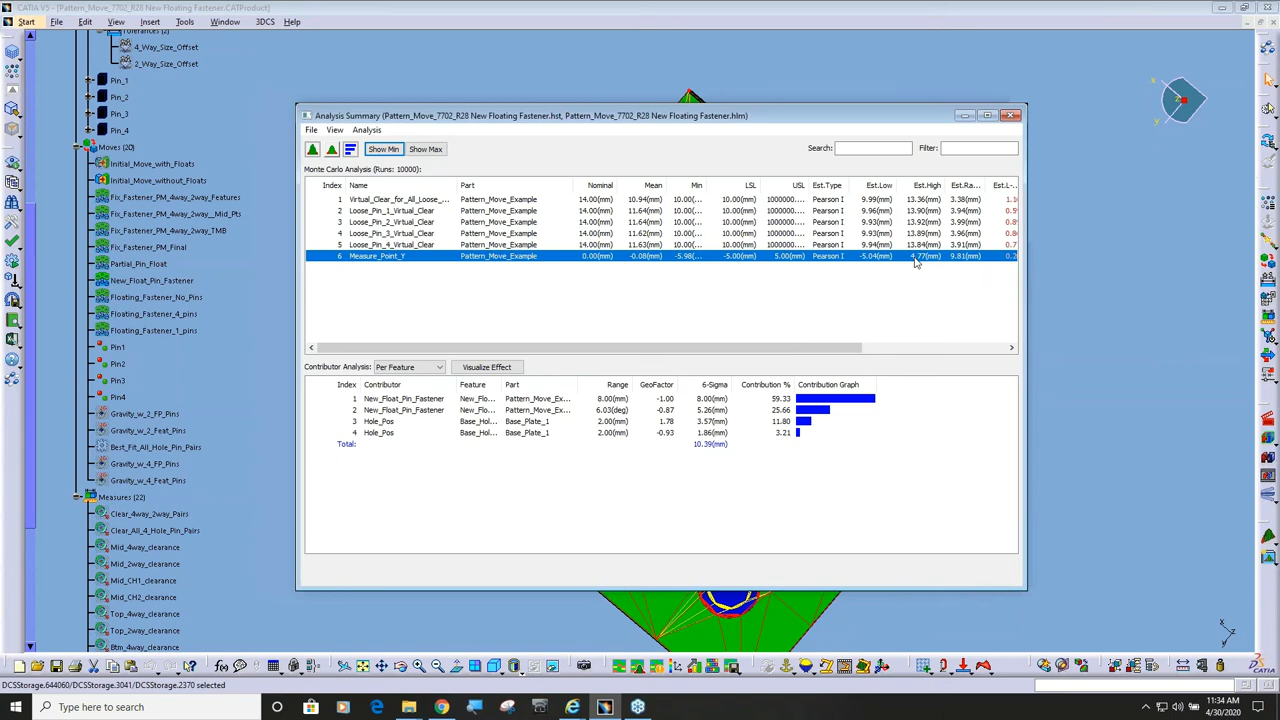 CATIA V5 - [Pattern_Move_7702_R28 New Floating Fastener.CATProduct]
Start File Edit View Insert Tools Window 3DCS Help
Tolerances (2)
4_Way_Size_Offset
2_Way_Size_Offset
Pin_1
Pin_2
Pin_3
Pin_4
Moves (20)
Initial_Move_with_Floats
Initial_Move_without_Floats
Fix_Fastener_PM_4way_2way_Features
Fix_Fastener_PM_4way_2way__Mid_Pts
Fix_Fastener_PM_4way_2way_TMB
Fix_Fastener_PM_Final
Partial_Pin_Float
New_Float_Pin_Fastener
Floating_Fastener_No_Pins
Floating_Fastener_4_pins
Floating_Fastener_1_pins
Pin1
Pin2
Pin3
Pin4
Gravity_w_2_FP_Pins
Gravity_w_2_Feat_Pins
Best_Fit_All_Hole_Pin_Pairs
Gravity_w_4_FP_Pins
Gravity_w_4_Feat_Pins
Measures (22)
Clear_4way_2way_Pairs
Clear_All_4_Hole_Pin_Pairs
Mid_4way_clearance
Mid_2way_clearance
Mid_CH1_clearance
Mid_CH2_clearance
Top_4way_clearance
Top_2way_clearance
Btm_4way_clearance
Analysis Summary (Pattern_Move_7702_R28 New Floating Fastener.hst, Pattern_Move_7702_R28 New Floating Fastener.hlm)
File View Analysis
Show Min Show Max Search: Filter:
Monte Carlo Analysis (Runs: 10000):
Index Name Part Nominal Mean Min LSL USL Est.Type Est.Low Est.High Est.Ra... Est.L-...
1 Virtual_Clear_for_All_Loose_... Pattern_Move_Example 14.00(mm) 10.94(mm) 10.00(m... 10.00(mm) 1000000.... Pearson I 9.99(mm) 13.36(mm) 3.38(mm)
2 Loose_Pin_1_Virtual_Clear Pattern_Move_Example 14.00(mm) 11.64(mm) 10.00(m... 10.00(mm) 1000000.... Pearson I 9.94(mm) 13.90(mm) 3.96(mm)
3 Loose_Pin_2_Virtual_Clear Pattern_Move_Example 14.00(mm) 11.64(mm) 10.00(m... 10.00(mm) 1000000.... Pearson I 9.93(mm) 13.92(mm) 3.99(mm)
4 Loose_Pin_3_Virtual_Clear Pattern_Move_Example 14.00(mm) 11.62(mm) 10.00(m... 10.00(mm) 1000000.... Pearson I 9.93(mm) 13.89(mm) 3.96(mm)
5 Loose_Pin_4_Virtual_Clear Pattern_Move_Example 14.00(mm) 11.63(mm) 10.00(m... 10.00(mm) 1000000.... Pearson I 9.94(mm) 13.84(mm) 3.91(mm)
6 Measure_Point_Y Pattern_Move_Example 0.00(mm) -0.08(mm) -5.98(... -5.00(mm) 5.00(mm) Pearson I -5.04(mm) 4.77(mm) 9.81(mm)
Contributor Analysis: Per Feature Visualize Effect
Index Contributor Feature Part Range GeoFactor 6-Sigma Contribution % Contribution Graph
1 New_Float_Pin_Fastener New_Flo... Pattern_Move_Ex... 8.00(mm) -1.00 8.00(mm) 59.33
2 New_Float_Pin_Fastener New_Flo... Pattern_Move_Ex... 6.03(deg) -0.87 5.26(mm) 25.66
3 Hole_Pos Base_Hol... Base_Plate_1 2.00(mm) 1.78 3.57(mm) 11.80
4 Hole_Pos Base_Hol... Base_Plate_1 2.00(mm) -0.93 1.86(mm) 3.21
Total: 10.39(mm)
x
z
y
x
z
y
DCSStorage.644060/DCSStorage.3041/DCSStorage.2370 selected
Type here to search
11:34 AM
4/30/2020